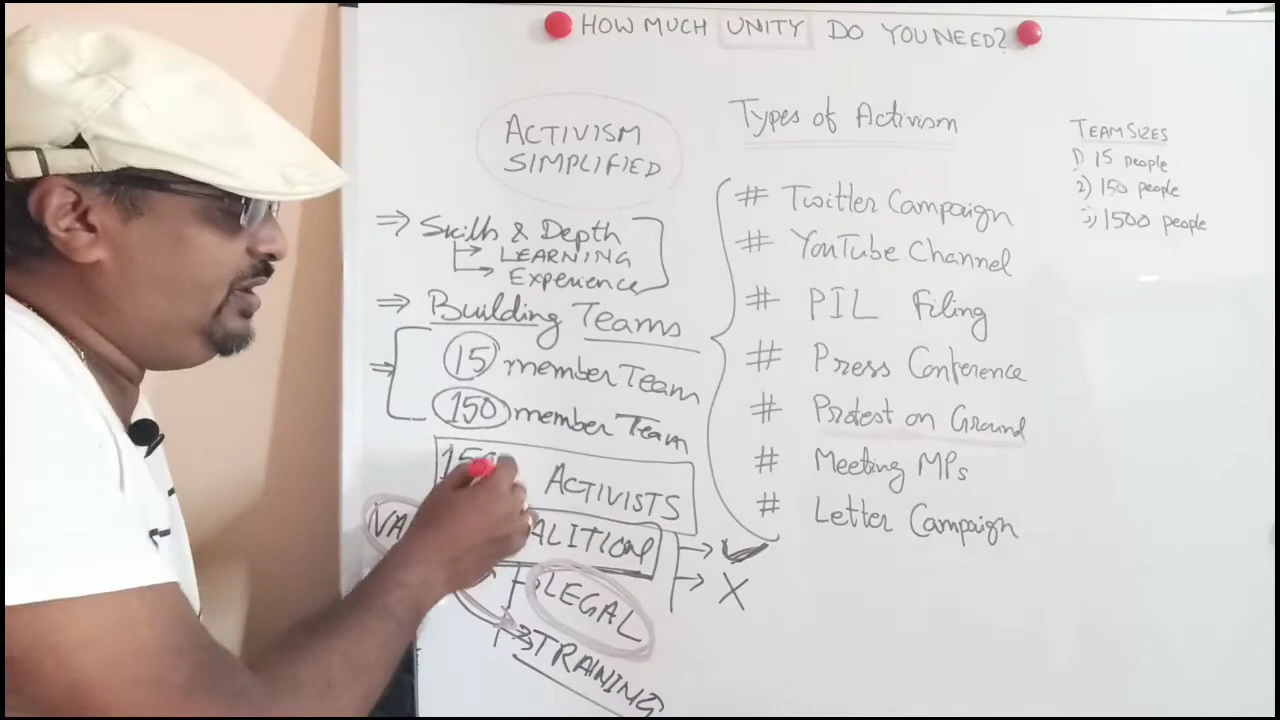 HOW MUCH UNITY DO YOU NEED?
ACTIVISM
SIMPLIFIED
⇒ Skills & Depth
→ LEARNING
→ Experience
⇒ Building Teams
⇒ 15 member Team
150 member Team
ACTIVISTS
→ LEGAL
→ TRAINING
→ ✓
→ X
Types of Activism
# Twitter Campaign
# YouTube Channel
# PIL Filing
# Press Conference
# Protest on Ground
# Meeting MPs
# Letter Campaign
TEAM SIZES
1) 15 people
2) 150 people
3) 1500 people